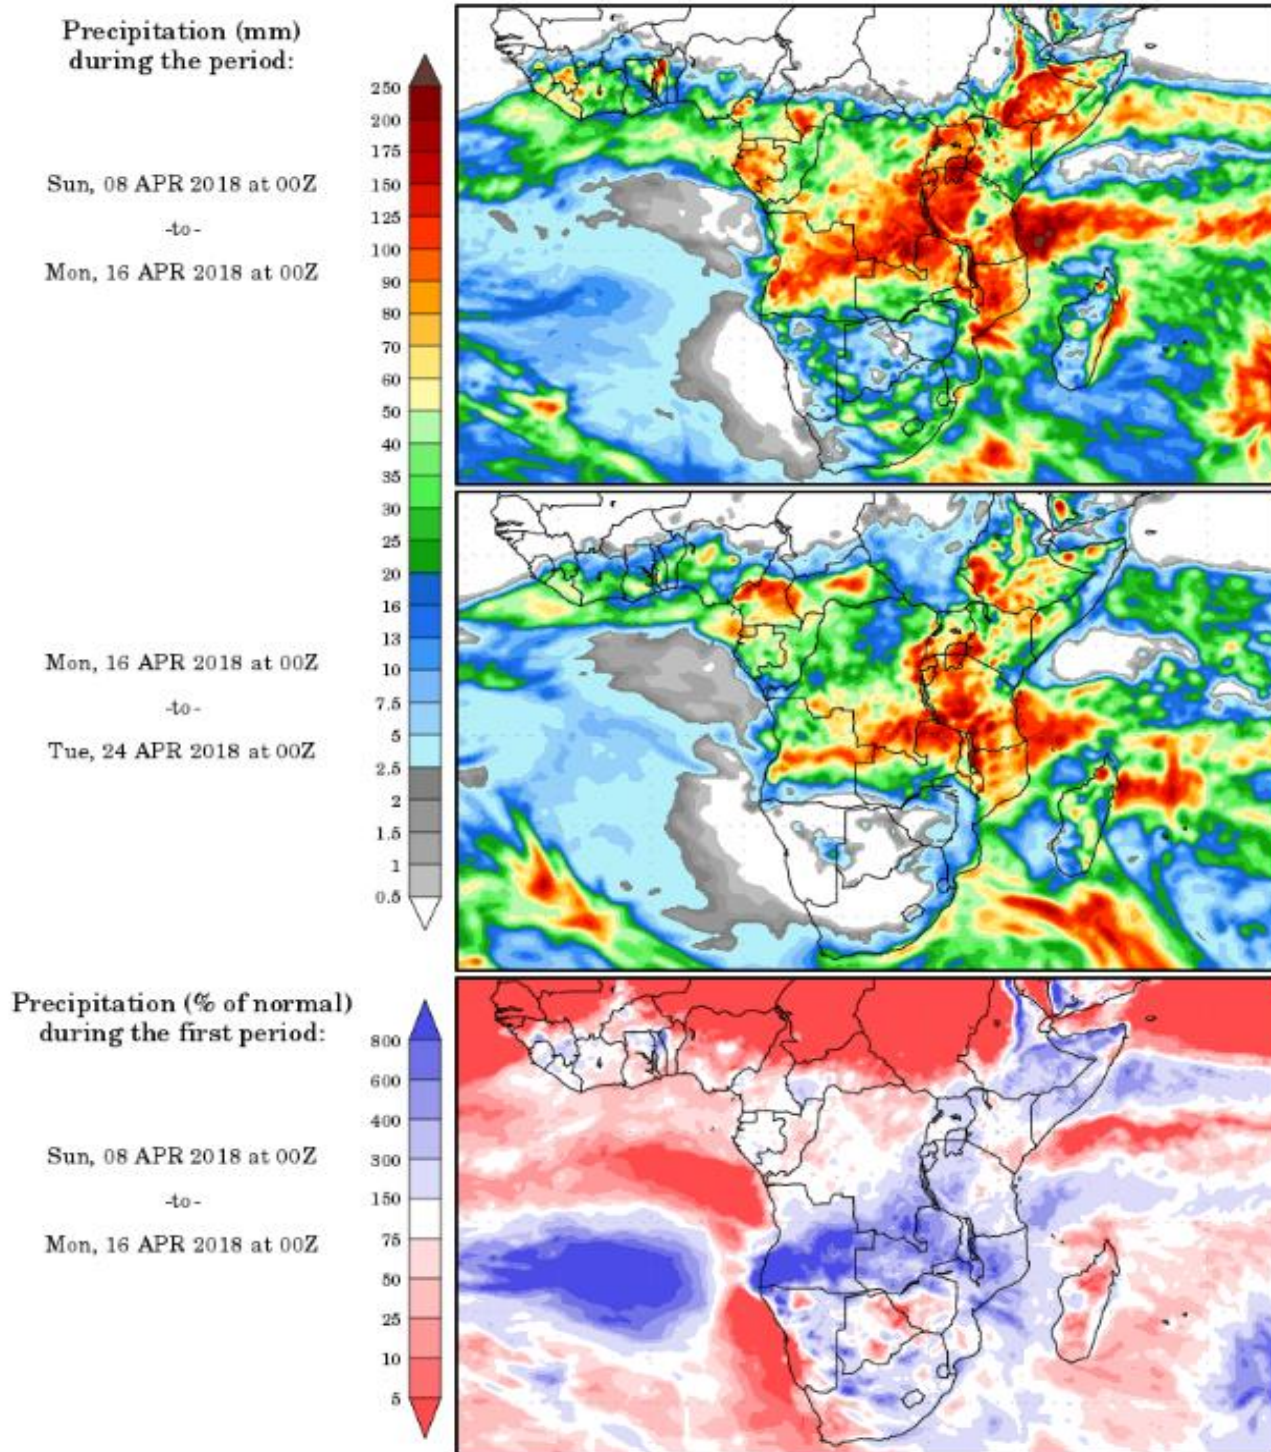 Precipitation (mm)
during the period:
Sun, 08 APR 2018 at 00Z
-to-
Mon, 16 APR 2018 at 00Z
250
200
175
150
125
100
90
80
70
60
50
40
35
30
25
20
16
13
10
7.5
5
2.5
2
1.5
1
0.5
Mon, 16 APR 2018 at 00Z
-to-
Tue, 24 APR 2018 at 00Z
Precipitation (% of normal)
during the first period:
Sun, 08 APR 2018 at 00Z
-to-
Mon, 16 APR 2018 at 00Z
800
600
400
300
150
75
50
25
10
5